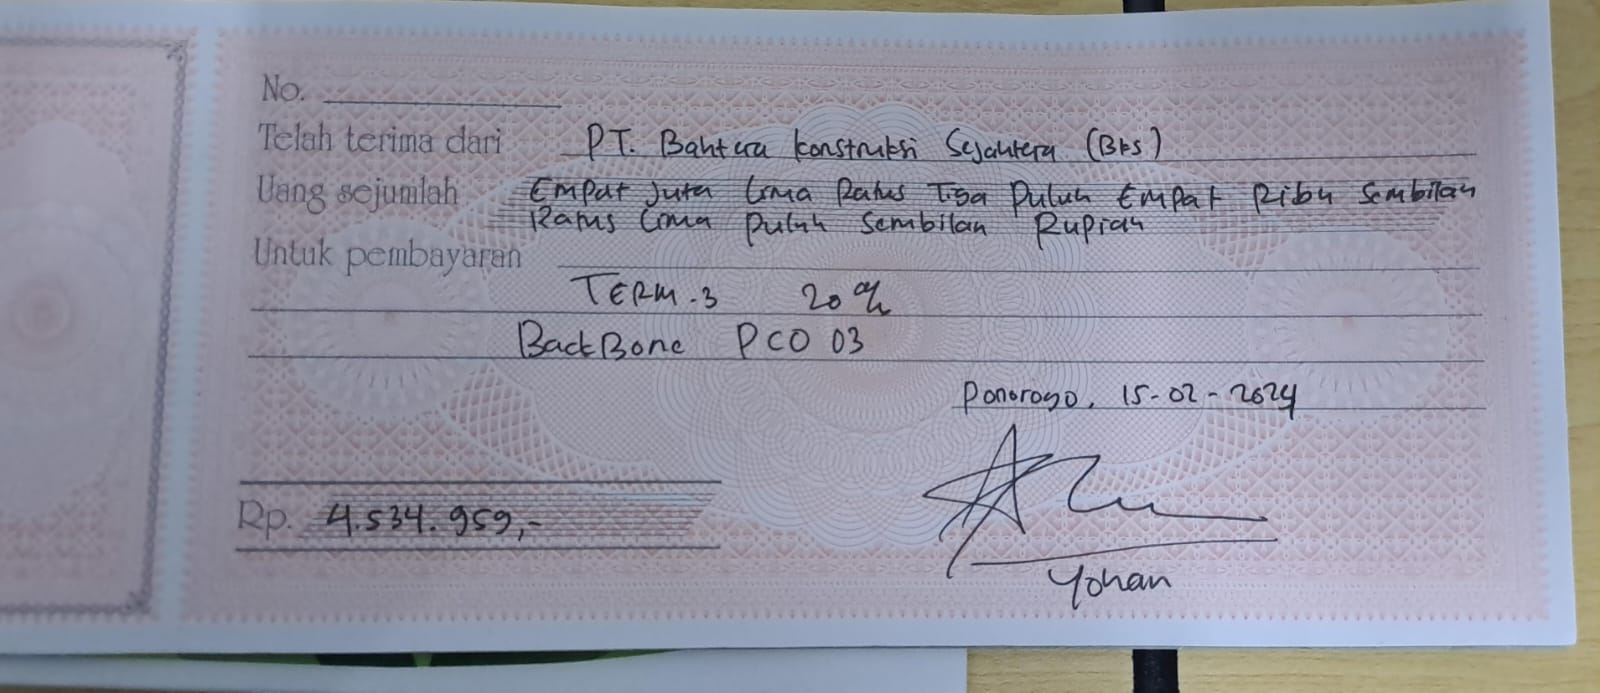 No.
Telah terima dari PT. Bahtera konstruksi Sejahtera (BKS)
Uang sejumlah Empat Juta Lima Ratus Tiga Puluh Empat Ribu Sembilan
Ratus Lima Puluh Sembilan Rupiah
Untuk pembayaran
TERM-3 20%
BackBone PCO 03
Ponorogo, 15-02-2024
Rp. 4.534.959,-
Yohan